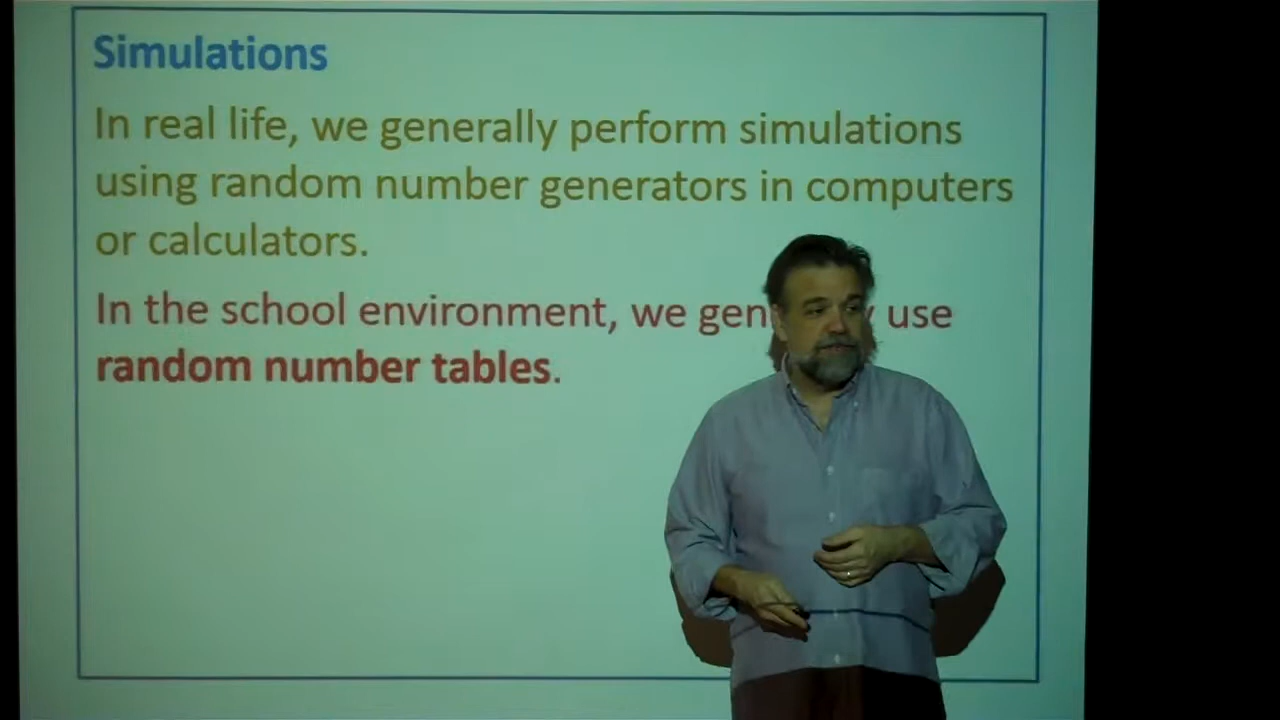 Simulations
In real life, we generally perform simulations
using random number generators in computers
or calculators.
In the school environment, we gen y use
random number tables.